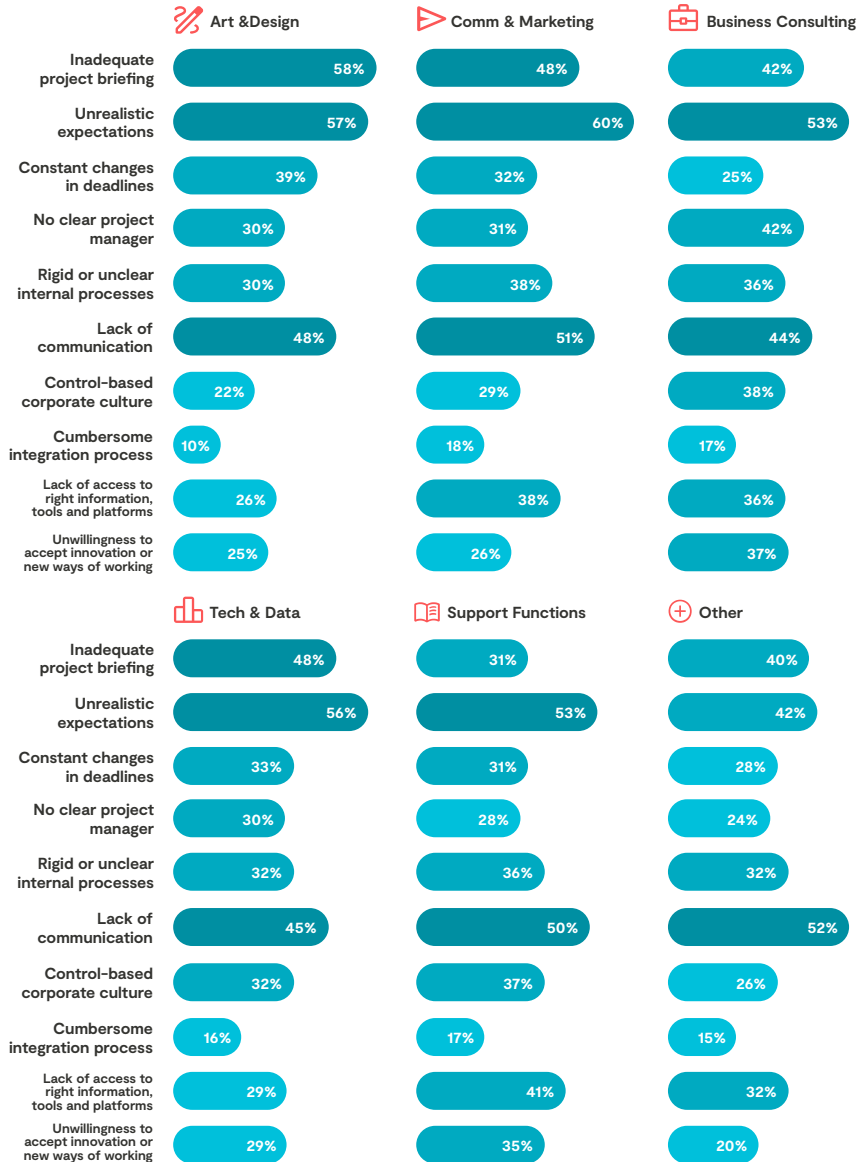 Art &Design
Comm & Marketing
Business Consulting
Inadequate
project briefing
58%
48%
42%
Unrealistic
expectations
57%
60%
53%
Constant changes
in deadlines
39%
32%
25%
No clear project
manager
30%
31%
42%
Rigid or unclear
internal processes
30%
38%
36%
Lack of
communication
48%
51%
44%
Control-based
corporate culture
22%
29%
38%
Cumbersome
integration process
10%
18%
17%
Lack of access to
right information,
tools and platforms
26%
38%
36%
Unwillingness to
accept innovation or
new ways of working
25%
26%
37%
Tech & Data
Support Functions
Other
Inadequate
project briefing
48%
31%
40%
Unrealistic
expectations
56%
53%
42%
Constant changes
in deadlines
33%
31%
28%
No clear project
manager
30%
28%
24%
Rigid or unclear
internal processes
32%
36%
32%
Lack of
communication
45%
50%
52%
Control-based
corporate culture
32%
37%
26%
Cumbersome
integration process
16%
17%
15%
Lack of access to
right information,
tools and platforms
29%
41%
32%
Unwillingness to
accept innovation or
new ways of working
29%
35%
20%